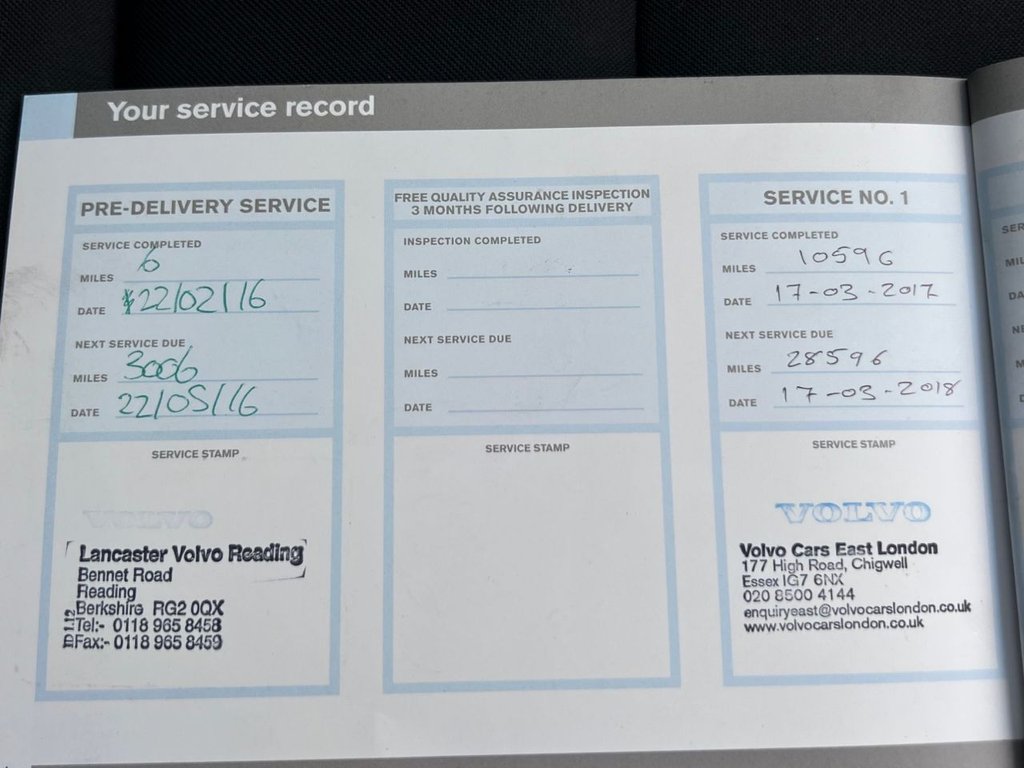 Your service record
PRE-DELIVERY SERVICE
SERVICE COMPLETED
MILES 6
DATE 22/02/16
NEXT SERVICE DUE
MILES 3006
DATE 22/05/16
SERVICE STAMP
VOLVO
Lancaster Volvo Reading
Bennet Road
Reading
Berkshire RG2 0QX
Tel:- 0118 965 8458
Fax:- 0118 965 8459
FREE QUALITY ASSURANCE INSPECTION
3 MONTHS FOLLOWING DELIVERY
INSPECTION COMPLETED
MILES
DATE
NEXT SERVICE DUE
MILES
DATE
SERVICE STAMP
SERVICE NO. 1
SERVICE COMPLETED
MILES 10596
DATE 17-03-2017
NEXT SERVICE DUE
MILES 28596
DATE 17-03-2018
SERVICE STAMP
VOLVO
Volvo Cars East London
177 High Road, Chigwell
Essex IG7 6NX
020 8500 4144
enquiryeast@volvocarslondon.co.uk
www.volvocarslondon.co.uk